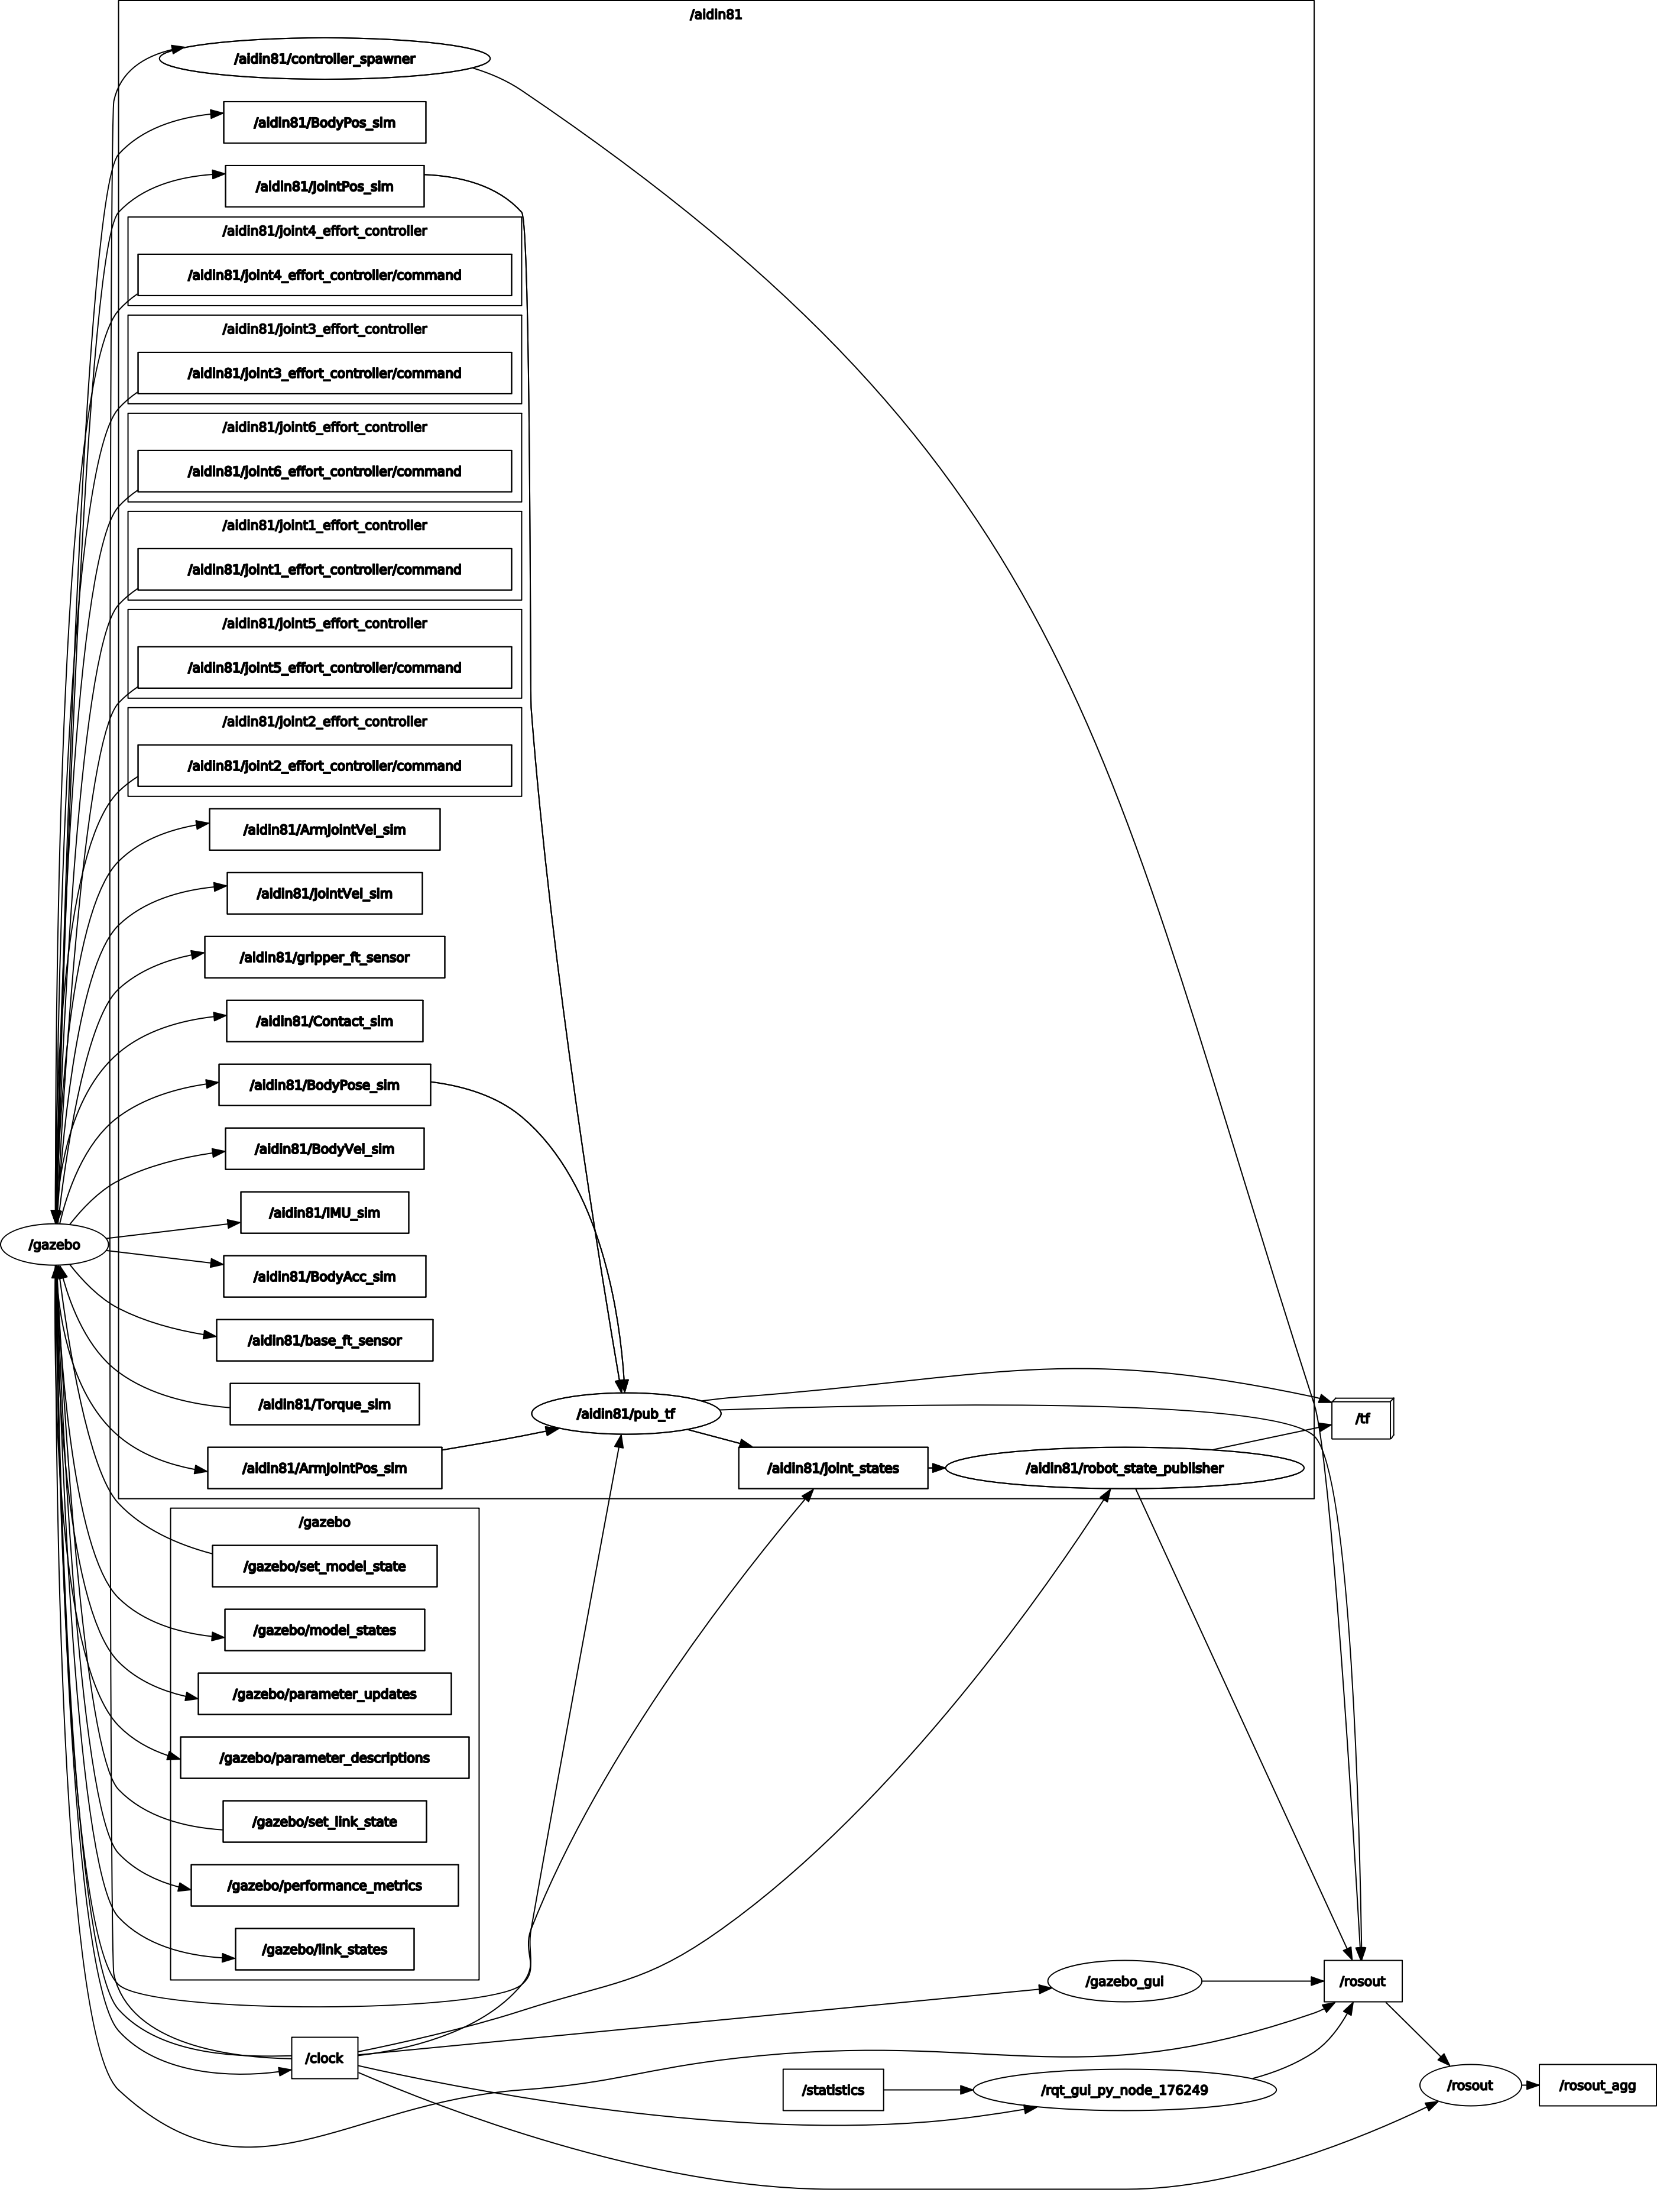 /aidin81
/aidin81/controller_spawner
/aidin81/BodyPos_sim
/aidin81/JointPos_sim
/aidin81/joint4_effort_controller
/aidin81/joint4_effort_controller/command
/aidin81/joint3_effort_controller
/aidin81/joint3_effort_controller/command
/aidin81/joint6_effort_controller
/aidin81/joint6_effort_controller/command
/aidin81/joint1_effort_controller
/aidin81/joint1_effort_controller/command
/aidin81/joint5_effort_controller
/aidin81/joint5_effort_controller/command
/aidin81/joint2_effort_controller
/aidin81/joint2_effort_controller/command
/aidin81/ArmJointVel_sim
/aidin81/JointVel_sim
/aidin81/gripper_ft_sensor
/aidin81/Contact_sim
/aidin81/BodyPose_sim
/aidin81/BodyVel_sim
/aidin81/IMU_sim
/gazebo
/aidin81/BodyAcc_sim
/aidin81/base_ft_sensor
/aidin81/Torque_sim
/aidin81/pub_tf
/tf
/aidin81/ArmJointPos_sim
/aidin81/joint_states
/aidin81/robot_state_publisher
/gazebo
/gazebo/set_model_state
/gazebo/model_states
/gazebo/parameter_updates
/gazebo/parameter_descriptions
/gazebo/set_link_state
/gazebo/performance_metrics
/gazebo/link_states
/gazebo_gui
/rosout
/clock
/statistics
/rqt_gui_py_node_176249
/rosout
/rosout_agg